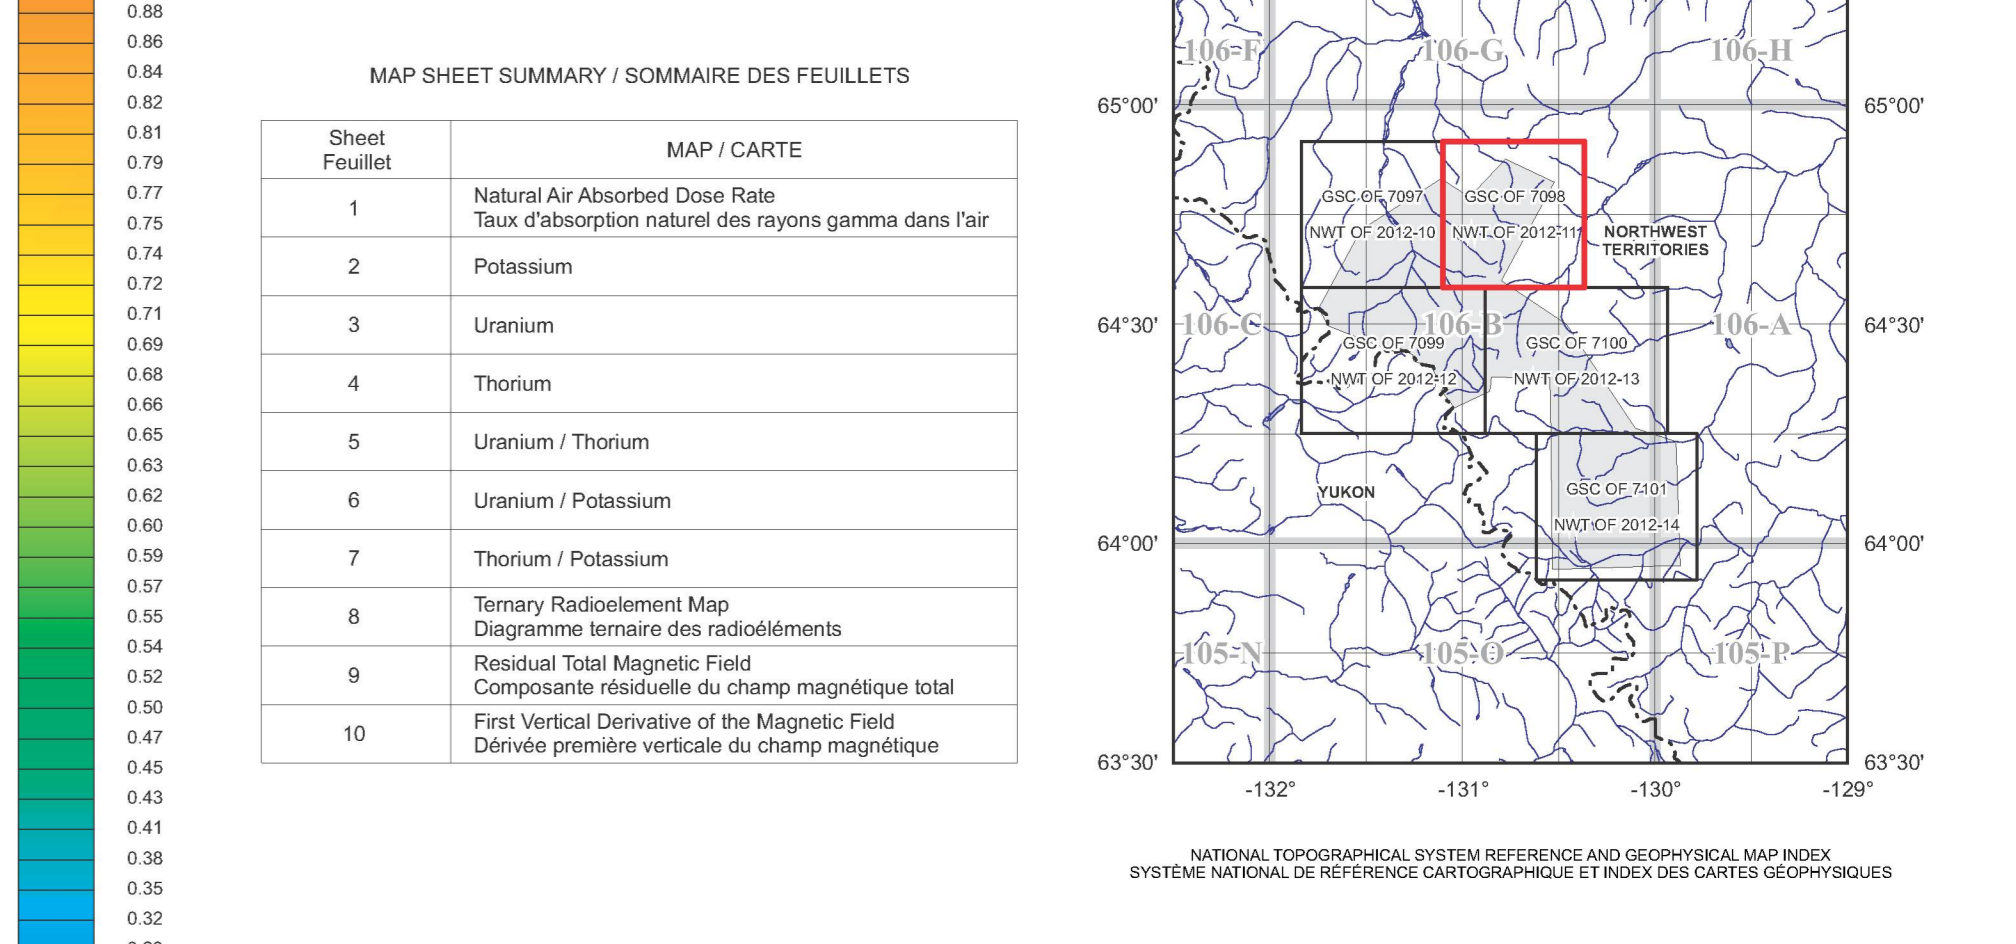 0.88
0.86
0.84
0.82
0.81
0.79
0.77
0.75
0.74
0.72
0.71
0.69
0.68
0.66
0.65
0.63
0.62
0.60
0.59
0.57
0.55
0.54
0.52
0.50
0.47
0.45
0.43
0.41
0.38
0.35
0.32
MAP SHEET SUMMARY / SOMMAIRE DES FEUILLETS
Sheet
Feuillet
MAP / CARTE
1
Natural Air Absorbed Dose Rate
Taux d'absorption naturel des rayons gamma dans l'air
2
Potassium
3
Uranium
4
Thorium
5
Uranium / Thorium
6
Uranium / Potassium
7
Thorium / Potassium
8
Ternary Radioelement Map
Diagramme ternaire des radioéléments
9
Residual Total Magnetic Field
Composante résiduelle du champ magnétique total
10
First Vertical Derivative of the Magnetic Field
Dérivée première verticale du champ magnétique
106-F
106-G
106-H
65°00'
65°00'
GSC OF 7097
GSC OF 7098
NWT OF 2012-10
NWT OF 2012-11
NORTHWEST
TERRITORIES
64°30'
106-C
106-B
106-A
64°30'
GSC OF 7099
GSC OF 7100
NWT OF 2012-12
NWT OF 2012-13
YUKON
GSC OF 7101
NWT OF 2012-14
64°00'
64°00'
105-N
105-O
105-P
63°30'
63°30'
-132°
-131°
-130°
-129°
NATIONAL TOPOGRAPHICAL SYSTEM REFERENCE AND GEOPHYSICAL MAP INDEX
SYSTÈME NATIONAL DE RÉFÉRENCE CARTOGRAPHIQUE ET INDEX DES CARTES GÉOPHYSIQUES